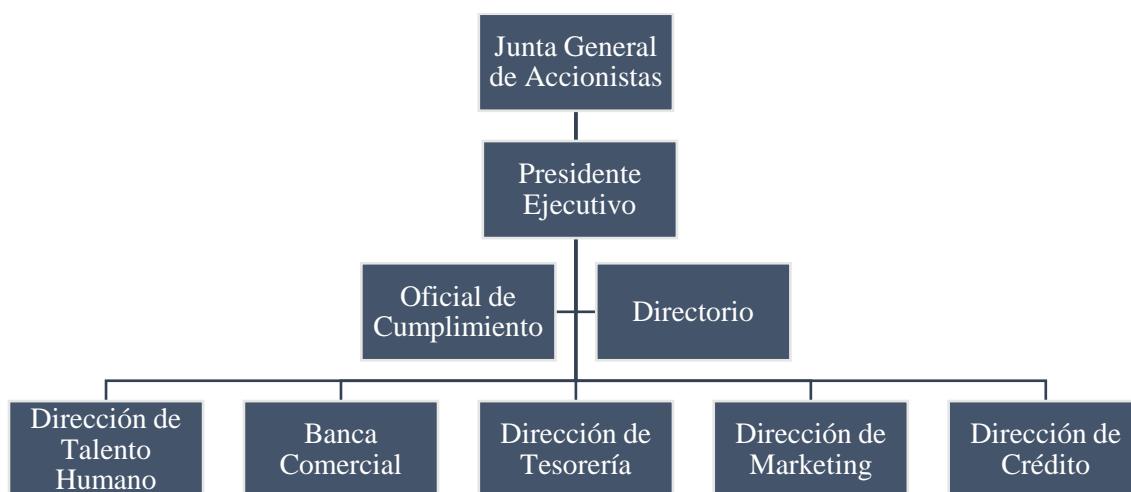 Junta General
de Accionistas
Presidente
Ejecutivo
Oficial de
Cumplimiento
Directorio
Dirección de
Talento
Humano
Banca
Comercial
Dirección de
Tesorería
Dirección de
Marketing
Dirección de
Crédito